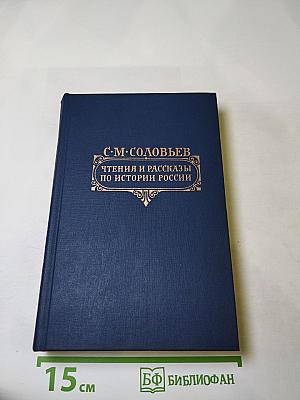 С·М·СОЛОВЬЕВ
ЧТЕНИЯ И РАССКАЗЫ
ПО ИСТОРИИ РОССИИ
15 см
БФ БИБЛИОФАН